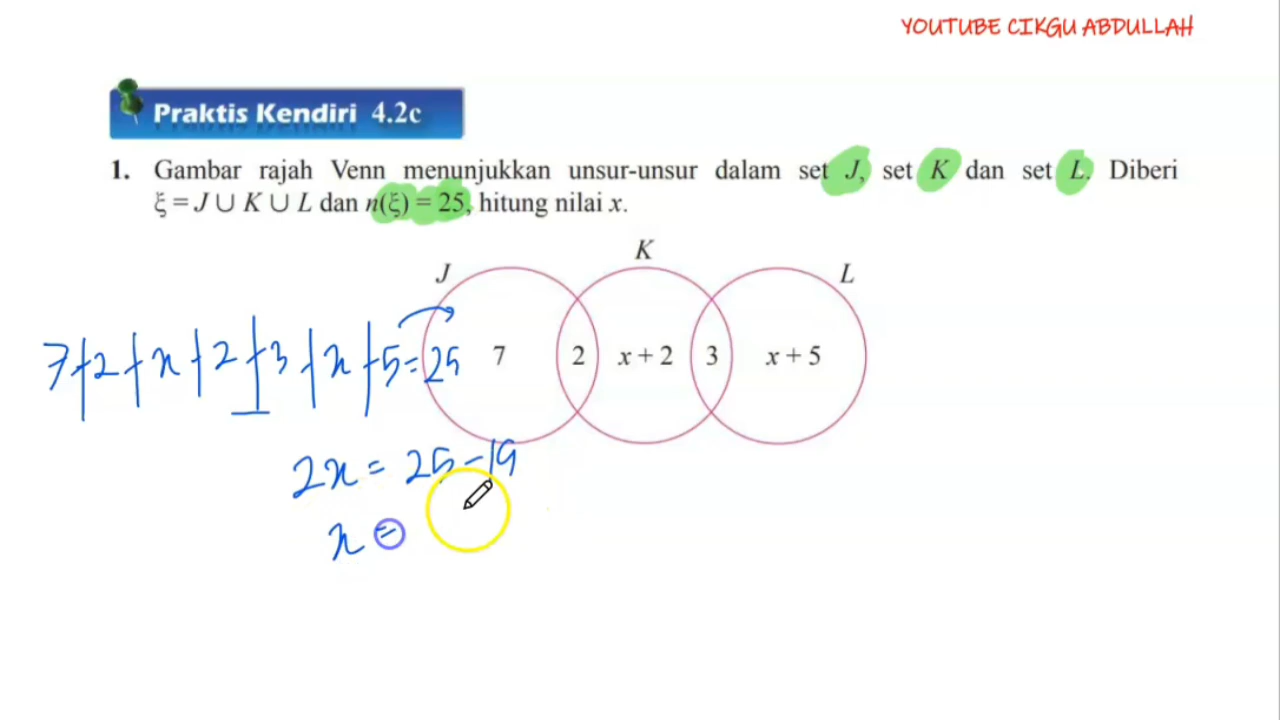 YOUTUBE CIKGU ABDULLAH
Praktis Kendiri 4.2c
1. Gambar rajah Venn menunjukkan unsur-unsur dalam set J, set K dan set L. Diberi
ξ = J ∪ K ∪ L dan n(ξ) = 25, hitung nilai x.
K
J
L
7+2+x+2+3+x+5=25
7 2 x + 2 3 x + 5
2x = 25-19
x =